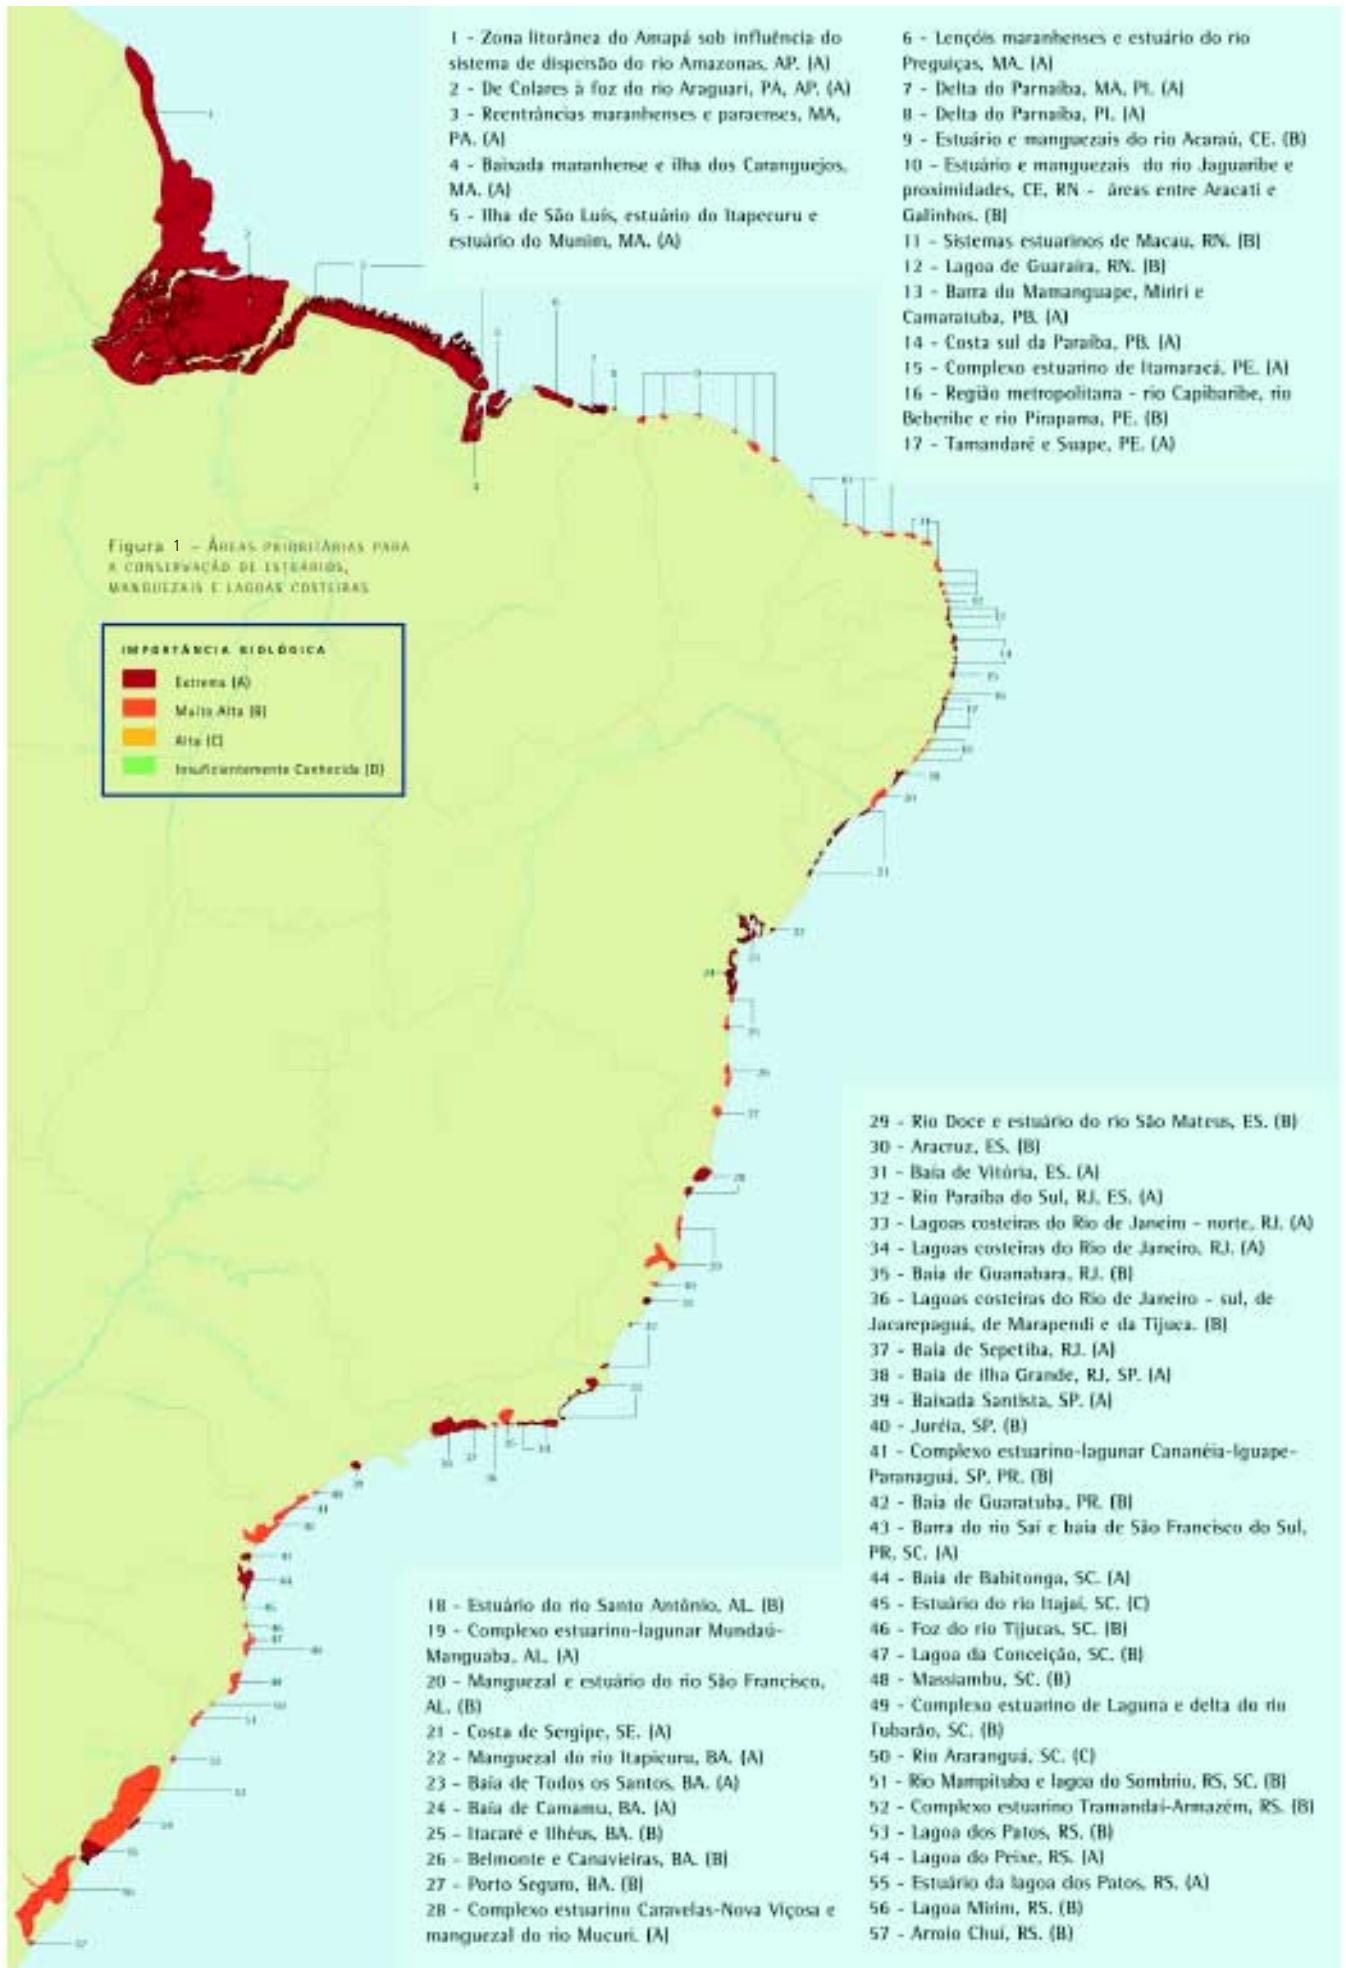 1 - Zona litorânea do Amapá sob influência do
sistema de dispersão do rio Amazonas, AP. (A)
2 - De Colares à foz do rio Araguari, PA, AP. (A)
3 - Reentrâncias maranhenses e paraenses, MA,
PA. (A)
4 - Baixada maranhense e ilha dos Caranguejos,
MA. (A)
5 - Ilha de São Luís, estuário do Itapecuru e
estuário do Munim, MA. (A)
6 - Lençóis maranhenses e estuário do rio
Preguiças, MA. (A)
7 - Delta do Parnaíba, MA, PI. (A)
8 - Delta do Parnaíba, PI. (A)
9 - Estuário e manguezais do rio Acaraú, CE. (B)
10 - Estuário e manguezais do rio Jaguaribe e
proximidades, CE, RN - áreas entre Aracati e
Galinhos. (B)
11 - Sistemas estuarinos de Macau, RN. (B)
12 - Lagoa de Guaraíra, RN. (B)
13 - Barra do Mamanguape, Miriri e
Camaratuba, PB. (A)
14 - Costa sul da Paraíba, PB. (A)
15 - Complexo estuarino de Itamaracá, PE. (A)
16 - Região metropolitana - rio Capibaribe, rio
Beberibe e rio Pirapama, PE. (B)
17 - Tamandaré e Suape, PE. (A)
Figura 1 - ÁREAS PRIORITÁRIAS PARA
A CONSERVAÇÃO DE ESTUÁRIOS,
MANGUEZAIS E LAGOAS COSTEIRAS
IMPORTÂNCIA BIOLÓGICA
Extrema (A)
Muito Alta (B)
Alta (C)
Insuficientemente Conhecida (D)
18 - Estuário do rio Santo Antônio, AL. (B)
19 - Complexo estuarino-lagunar Mundaú-
Manguaba, AL. (A)
20 - Manguezal e estuário do rio São Francisco,
AL. (B)
21 - Costa de Sergipe, SE. (A)
22 - Manguezal do rio Itapicuru, BA. (A)
23 - Baía de Todos os Santos, BA. (A)
24 - Baía de Camamu, BA. (A)
25 - Itacaré e Ilhéus, BA. (B)
26 - Belmonte e Canavieiras, BA. (B)
27 - Porto Seguro, BA. (B)
28 - Complexo estuarino Caravelas-Nova Viçosa e
manguezal do rio Mucuri. (A)
29 - Rio Doce e estuário do rio São Mateus, ES. (B)
30 - Aracruz, ES. (B)
31 - Baía de Vitória, ES. (A)
32 - Rio Paraíba do Sul, RJ, ES. (A)
33 - Lagoas costeiras do Rio de Janeiro - norte, RJ. (A)
34 - Lagoas costeiras do Rio de Janeiro, RJ. (A)
35 - Baía de Guanabara, RJ. (B)
36 - Lagoas costeiras do Rio de Janeiro - sul, de
Jacarepaguá, de Marapendi e da Tijuca. (B)
37 - Baía de Sepetiba, RJ. (A)
38 - Baía de Ilha Grande, RJ, SP. (A)
39 - Baixada Santista, SP. (A)
40 - Juréia, SP. (B)
41 - Complexo estuarino-lagunar Cananéia-Iguape-
Paranaguá, SP, PR. (B)
42 - Baía de Guaratuba, PR. (B)
43 - Barra do rio Saí e baía de São Francisco do Sul,
PR, SC. (A)
44 - Baía de Babitonga, SC. (A)
45 - Estuário do rio Itajaí, SC. (C)
46 - Foz do rio Tijucas, SC. (B)
47 - Lagoa da Conceição, SC. (B)
48 - Massiambu, SC. (B)
49 - Complexo estuarino de Laguna e delta do rio
Tubarão, SC. (B)
50 - Rio Araranguá, SC. (C)
51 - Rio Mampituba e lagoa do Sombrio, RS, SC. (B)
52 - Complexo estuarino Tramandaí-Armazém, RS. (B)
53 - Lagoa dos Patos, RS. (B)
54 - Lagoa do Peixe, RS. (A)
55 - Estuário da lagoa dos Patos, RS. (A)
56 - Lagoa Mirim, RS. (B)
57 - Arroio Chuí, RS. (B)